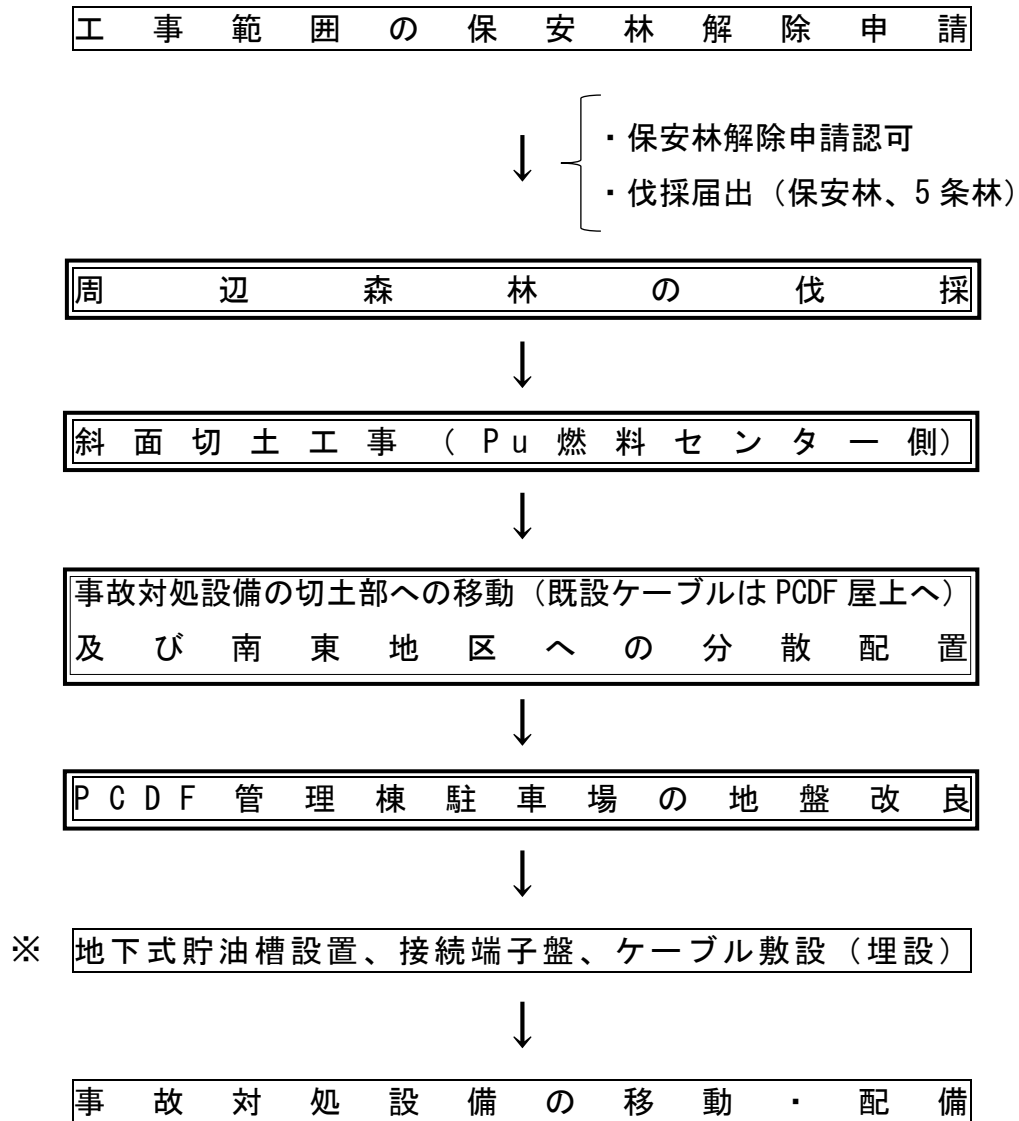 工事範囲の保安林解除申請
↓
・保安林解除申請認可
・伐採届出（保安林、5条林）
周辺森林の伐採
↓
斜面切土工事（Pu燃料センター側）
↓
事故対処設備の切土部への移動（既設ケーブルはPCDF屋上へ）
及び南東地区への分散配置
↓
PCDF管理棟駐車場の地盤改良
↓
※ 地下式貯油槽設置、接続端子盤、ケーブル敷設（埋設）
↓
事故対処設備の移動・配備